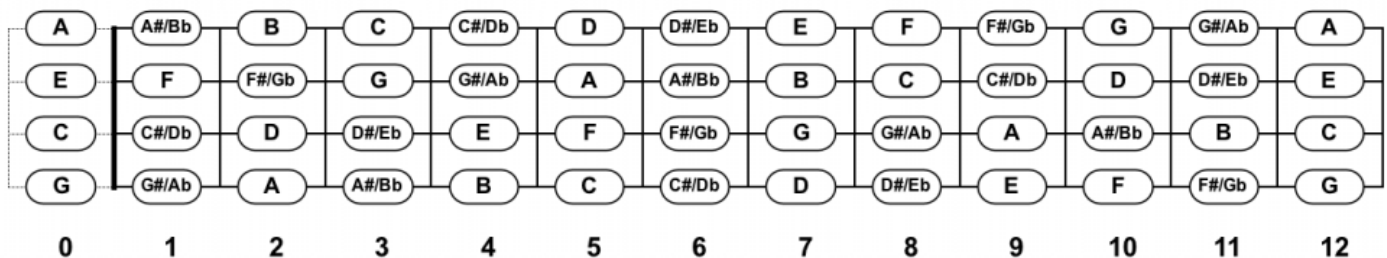 A A#/Bb B C C#/Db D D#/Eb E F F#/Gb G G#/Ab A
E F F#/Gb G G#/Ab A A#/Bb B C C#/Db D D#/Eb E
C C#/Db D D#/Eb E F F#/Gb G G#/Ab A A#/Bb B C
G G#/Ab A A#/Bb B C C#/Db D D#/Eb E F F#/Gb G
0 1 2 3 4 5 6 7 8 9 10 11 12